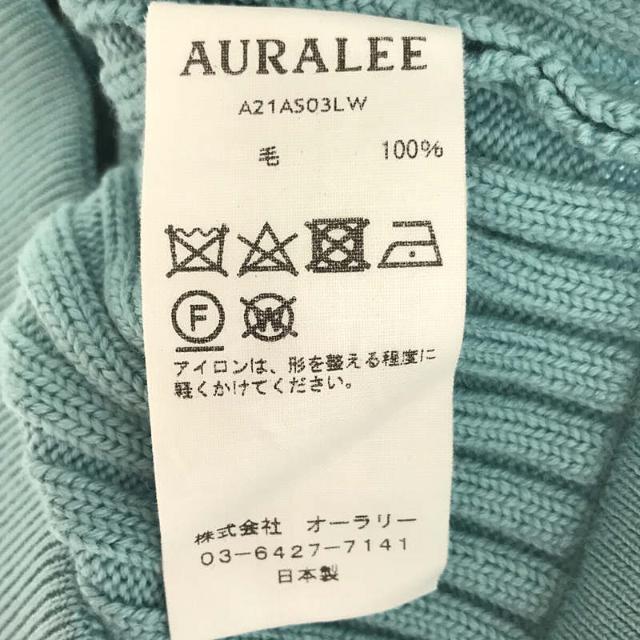 AURALEE
A21AS03LW
毛 100%
F
W
アイロンは、形を整える程度に
軽くかけてください。
株式会社 オーラリー
03-6427-7141
日本製